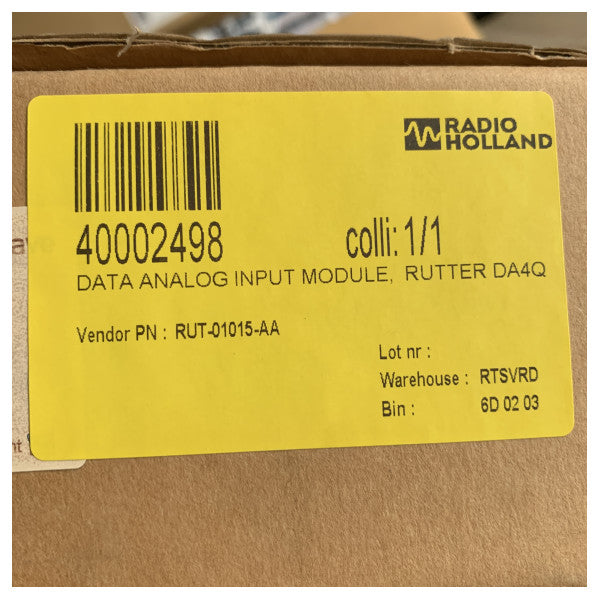 RADIO
HOLLAND
40002498
colli: 1/1
DATA ANALOG INPUT MODULE, RUTTER DA4Q
Vendor PN : RUT-01015-AA
Lot nr :
Warehouse : RTSVRD
Bin : 6D 02 03